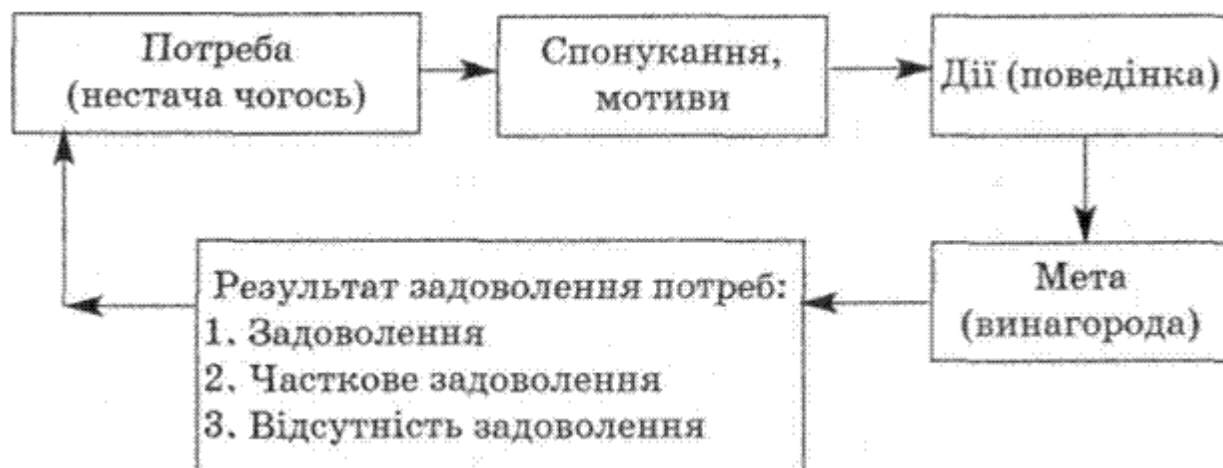 Потреба
(нестача чогось)
Спонукання,
мотиви
Дії (поведінка)
Мета
(винагорода)
Результат задоволення потреб:
1. Задоволення
2. Часткове задоволення
3. Відсутність задоволення